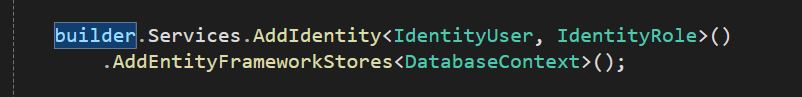 builder.Services.AddIdentity<IdentityUser, IdentityRole>()
.AddEntityFrameworkStores<DatabaseContext>();